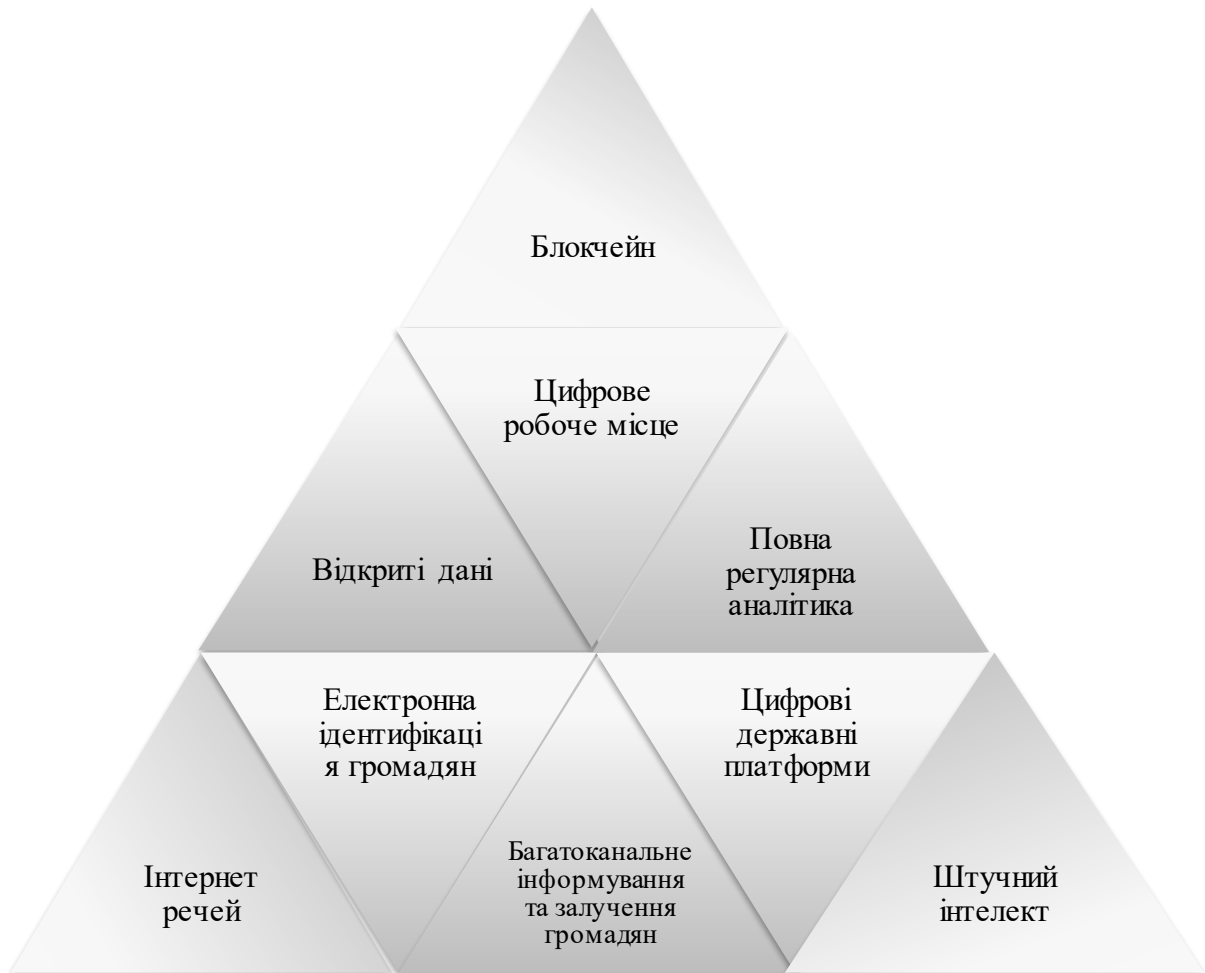 Блокчейн
Цифрове
робоче місце
Відкриті дані
Повна
регулярна
аналітика
Електронна
ідентифікаці
я громадян
Цифрові
державні
платформи
Інтернет
речей
Багатоканальне
інформування
та залучення
громадян
Штучний
інтелект